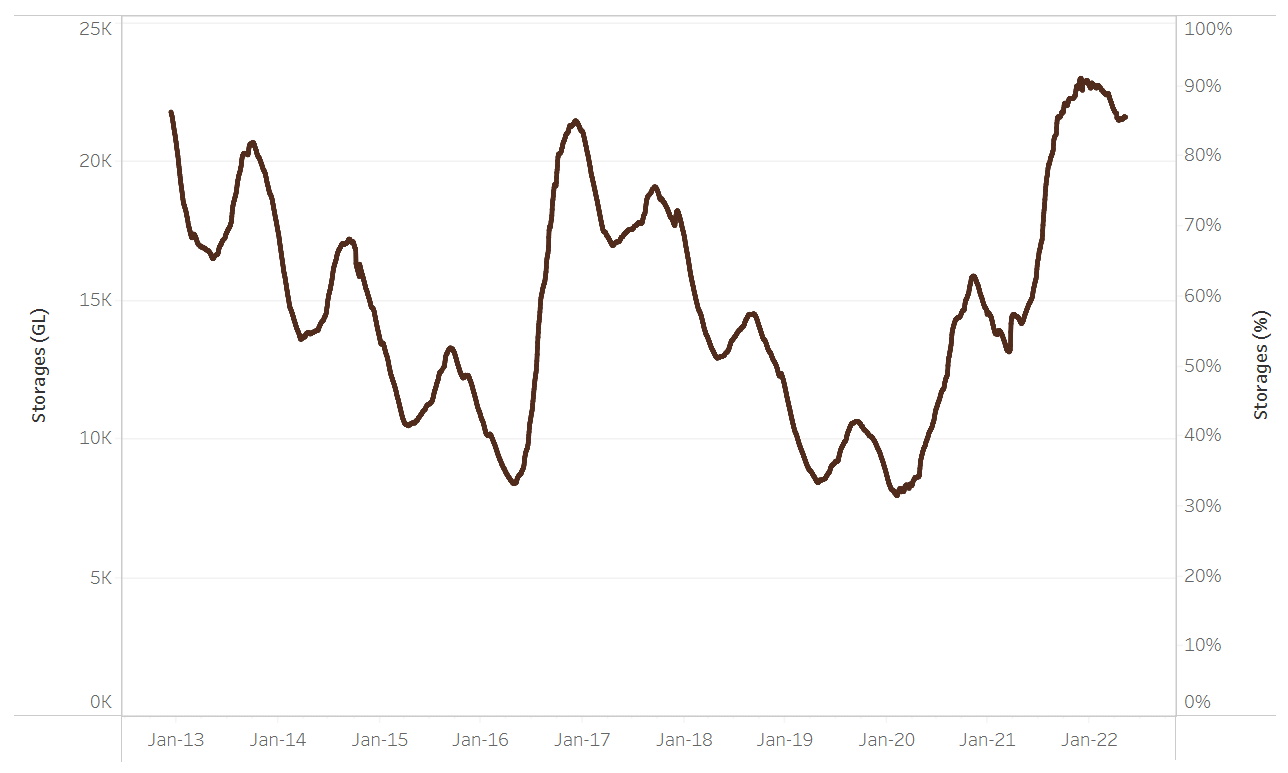 25K
20K
15K
10K
5K
0K
Storages (GL)
100%
90%
80%
70%
60%
50%
40%
30%
20%
10%
0%
Storages (%)
Jan-13 Jan-14 Jan-15 Jan-16 Jan-17 Jan-18 Jan-19 Jan-20 Jan-21 Jan-22